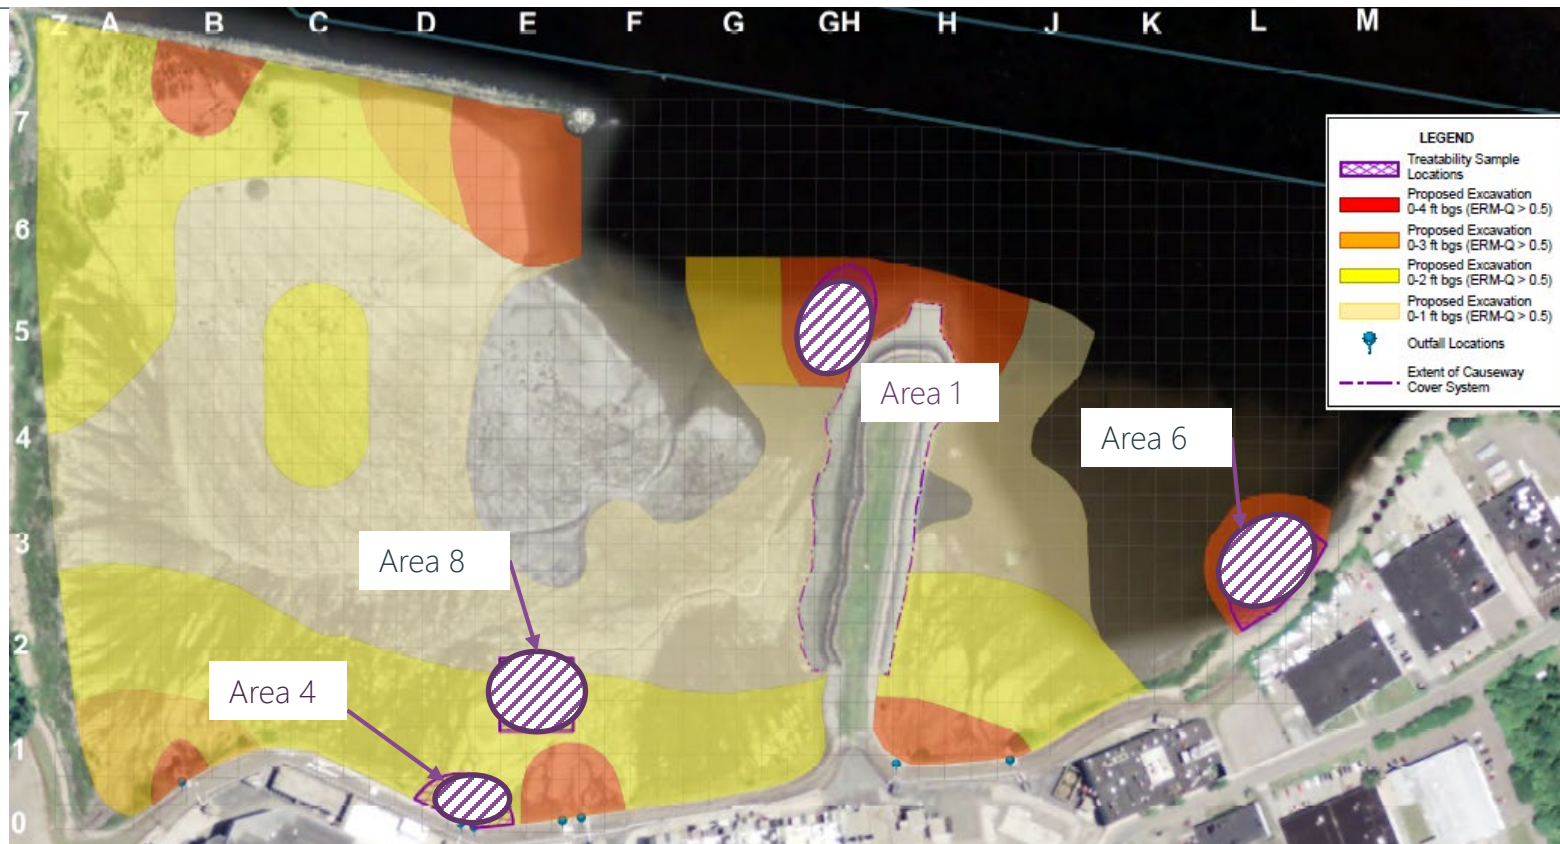 Z A B C D E F G GH H J K L M
7
6
5
4
3
2
1
0
LEGEND
Treatability Sample
Locations
Proposed Excavation
0-4 ft bgs (ERM-Q > 0.5)
Proposed Excavation
0-3 ft bgs (ERM-Q > 0.5)
Proposed Excavation
0-2 ft bgs (ERM-Q > 0.5)
Proposed Excavation
0-1 ft bgs (ERM-Q > 0.5)
Outfall Locations
Extent of Causeway
Cover System
Area 1
Area 6
Area 8
Area 4